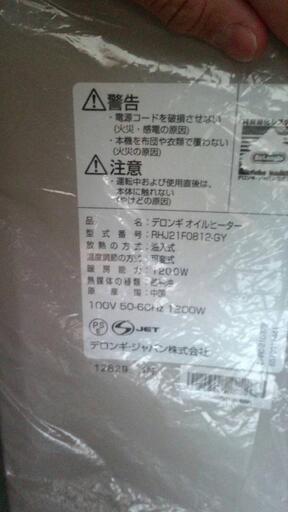 ⚠警告
・電源コードを破損させない
(火災・感電の原因)
・本機を布団や衣類で覆わない
(火災の原因)
⚠注意
・運転中および使用直後は、
本体に触れない
(やけどの原因)
品名：デロンギ オイルヒーター
型式番号：RHJ21F0812-GY
放熱の方式：油入式
温度調節の方式：可変式
暖房能力：1200W
熱媒体の種類：
原産国：中国
100V 50-60Hz 1200W
PSE JET
デロンギ・ジャパン株式会社